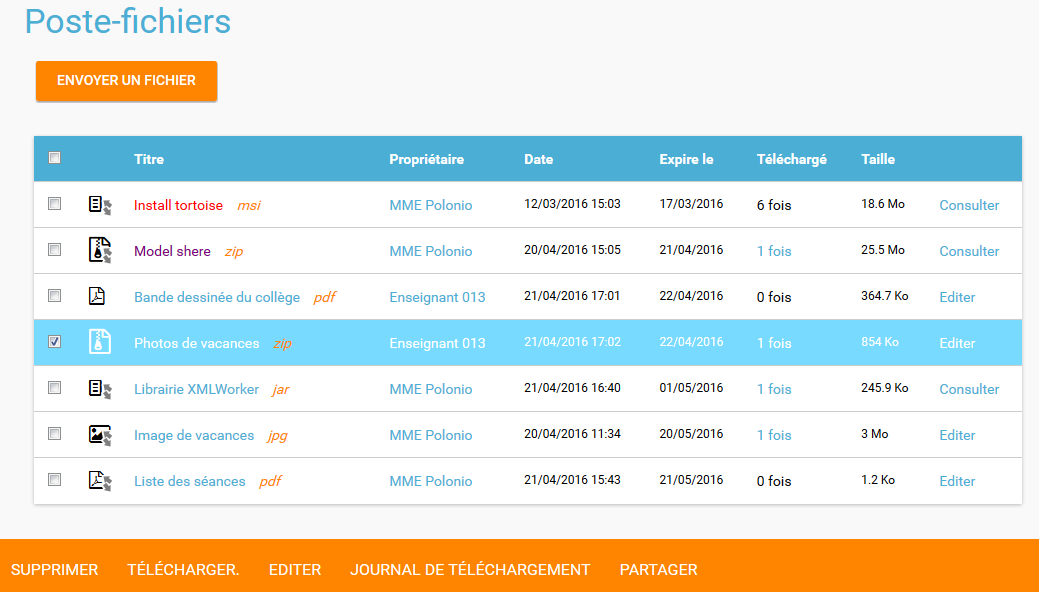 Poste-fichiers
ENVOYER UN FICHIER
Titre Propriétaire Date Expire le Téléchargé Taille
Install tortoise msi MME Polonio 12/03/2016 15:03 17/03/2016 6 fois 18.6 Mo Consulter
Model shere zip MME Polonio 20/04/2016 15:05 21/04/2016 1 fois 25.5 Mo Consulter
Bande dessinée du collège pdf Enseignant 013 21/04/2016 17:01 22/04/2016 0 fois 364.7 Ko Editer
Photos de vacances zip Enseignant 013 21/04/2016 17:02 22/04/2016 1 fois 854 Ko Editer
Librairie XMLWorker jar MME Polonio 21/04/2016 16:40 01/05/2016 1 fois 245.9 Ko Consulter
Image de vacances jpg MME Polonio 20/04/2016 11:34 20/05/2016 1 fois 3 Mo Editer
Liste des séances pdf MME Polonio 21/04/2016 15:43 21/05/2016 0 fois 1.2 Ko Editer
SUPPRIMER TÉLÉCHARGER. EDITER JOURNAL DE TÉLÉCHARGEMENT PARTAGER